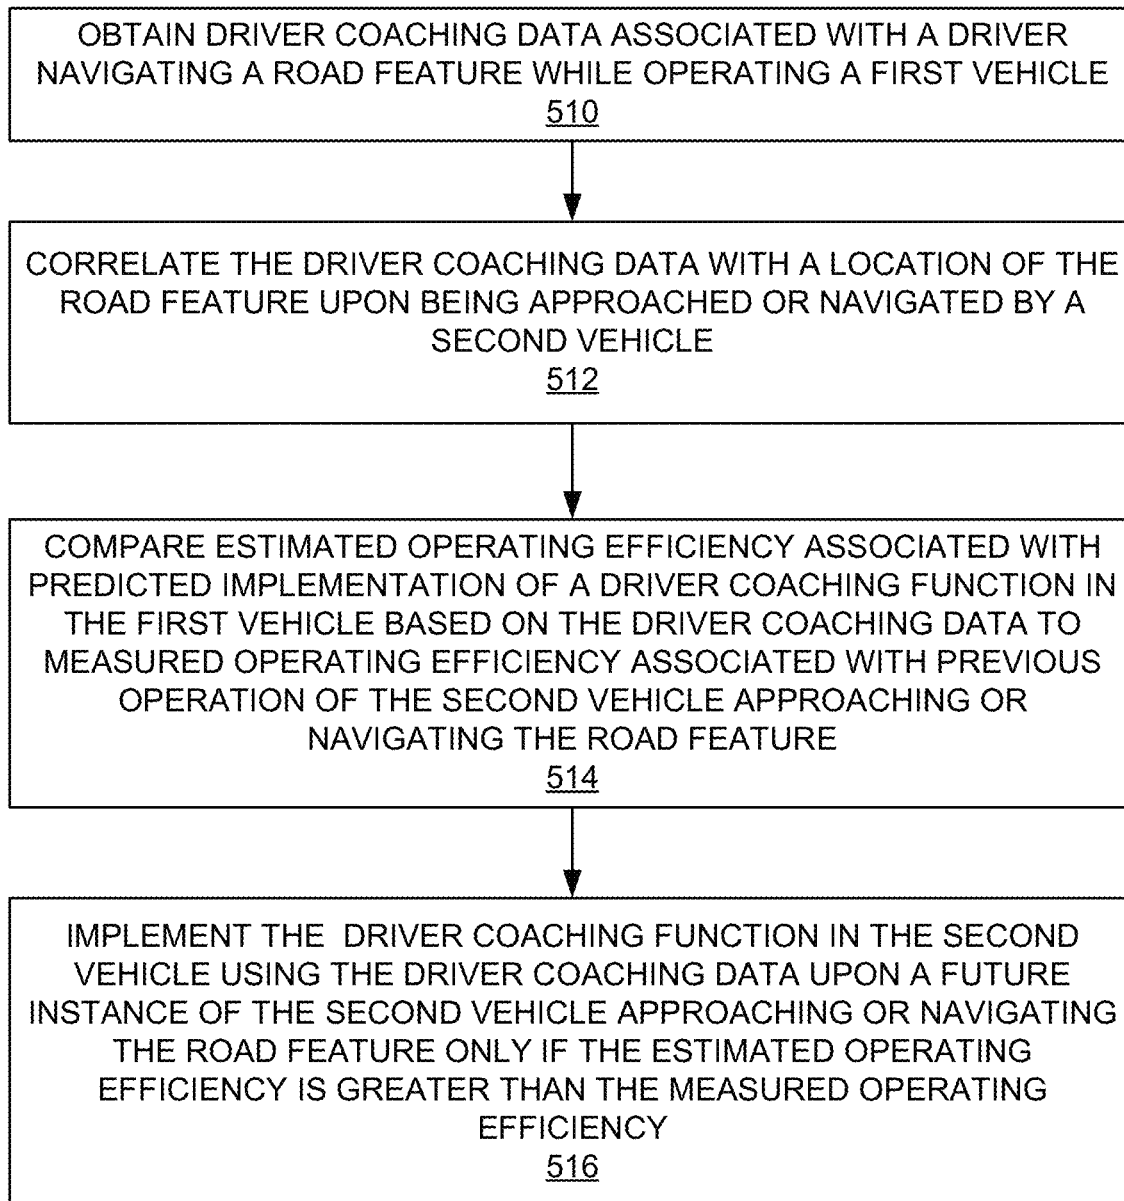 OBTAIN DRIVER COACHING DATA ASSOCIATED WITH A DRIVER
NAVIGATING A ROAD FEATURE WHILE OPERATING A FIRST VEHICLE
510
CORRELATE THE DRIVER COACHING DATA WITH A LOCATION OF THE
ROAD FEATURE UPON BEING APPROACHED OR NAVIGATED BY A
SECOND VEHICLE
512
COMPARE ESTIMATED OPERATING EFFICIENCY ASSOCIATED WITH
PREDICTED IMPLEMENTATION OF A DRIVER COACHING FUNCTION IN
THE FIRST VEHICLE BASED ON THE DRIVER COACHING DATA TO
MEASURED OPERATING EFFICIENCY ASSOCIATED WITH PREVIOUS
OPERATION OF THE SECOND VEHICLE APPROACHING OR
NAVIGATING THE ROAD FEATURE
514
IMPLEMENT THE DRIVER COACHING FUNCTION IN THE SECOND
VEHICLE USING THE DRIVER COACHING DATA UPON A FUTURE
INSTANCE OF THE SECOND VEHICLE APPROACHING OR NAVIGATING
THE ROAD FEATURE ONLY IF THE ESTIMATED OPERATING
EFFICIENCY IS GREATER THAN THE MEASURED OPERATING
EFFICIENCY
516